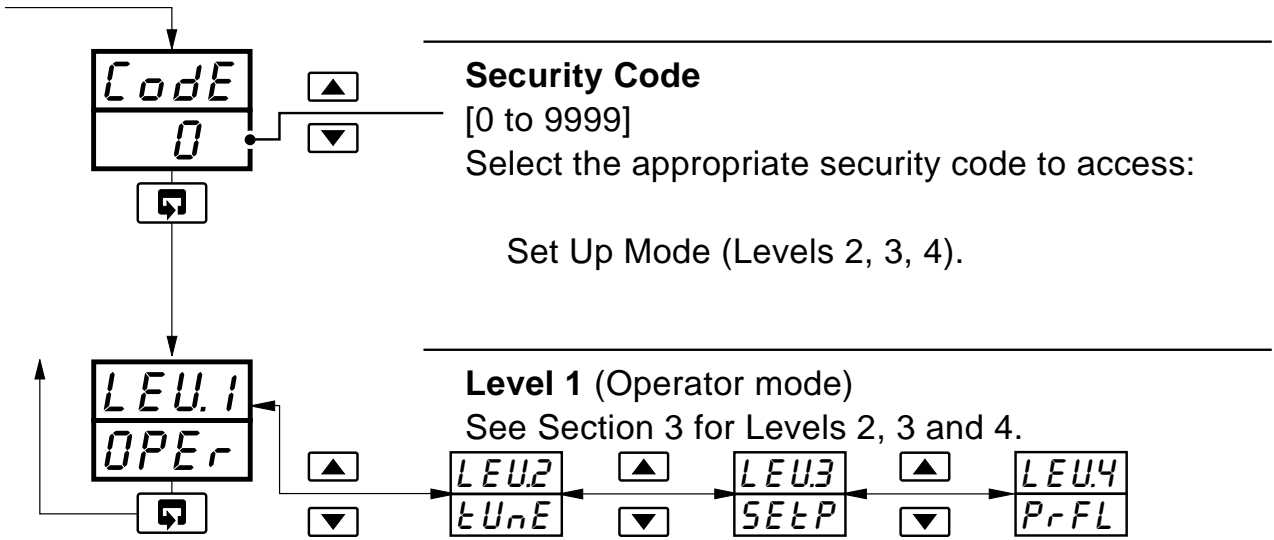 CodE
0
Security Code
[0 to 9999]
Select the appropriate security code to access:
Set Up Mode (Levels 2, 3, 4).
LEU.1
OPEr
Level 1 (Operator mode)
See Section 3 for Levels 2, 3 and 4.
LEU.2
tUnE
LEU.3
SEtP
LEU.4
PrFL